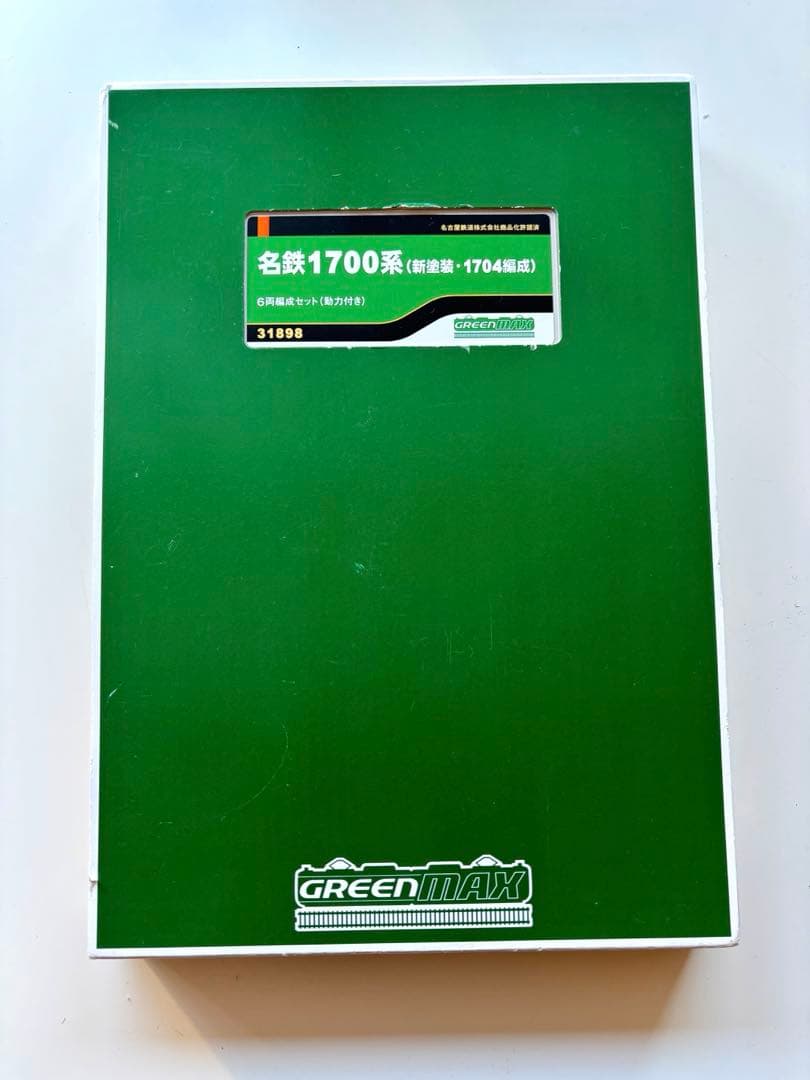 名古屋鉄道株式会社商品化許諾済
名鉄1700系(新塗装・1704編成)
6両編成セット(動力付き)
31898 GREENMAX
GREENMAX